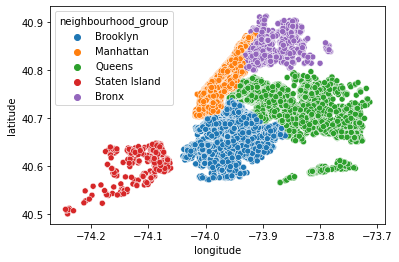 neighbourhood_group
Brooklyn
Manhattan
Queens
Staten Island
Bronx
latitude
40.9
40.8
40.7
40.6
40.5
−74.2 −74.1 −74.0 −73.9 −73.8 −73.7
longitude